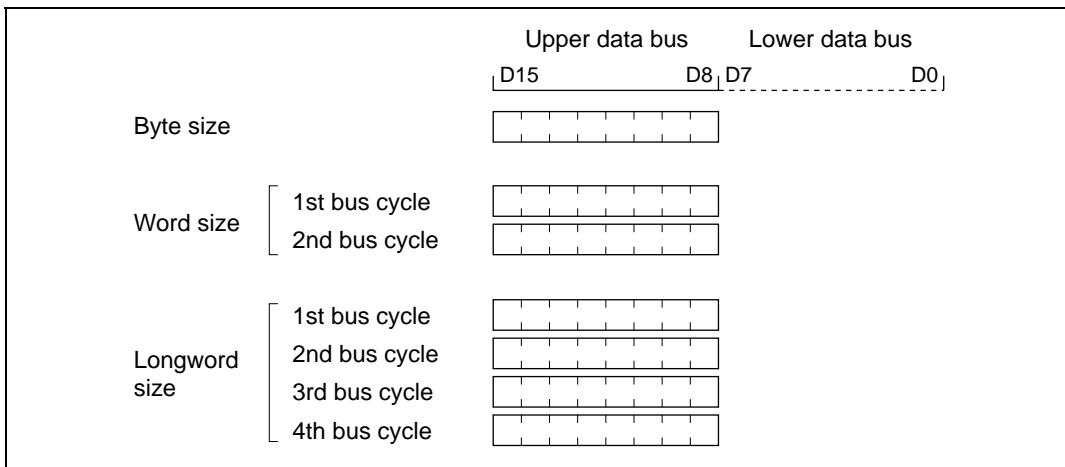 Upper data bus Lower data bus
D15 D8 D7 D0
Byte size
Word size
1st bus cycle
2nd bus cycle
Longword
size
1st bus cycle
2nd bus cycle
3rd bus cycle
4th bus cycle